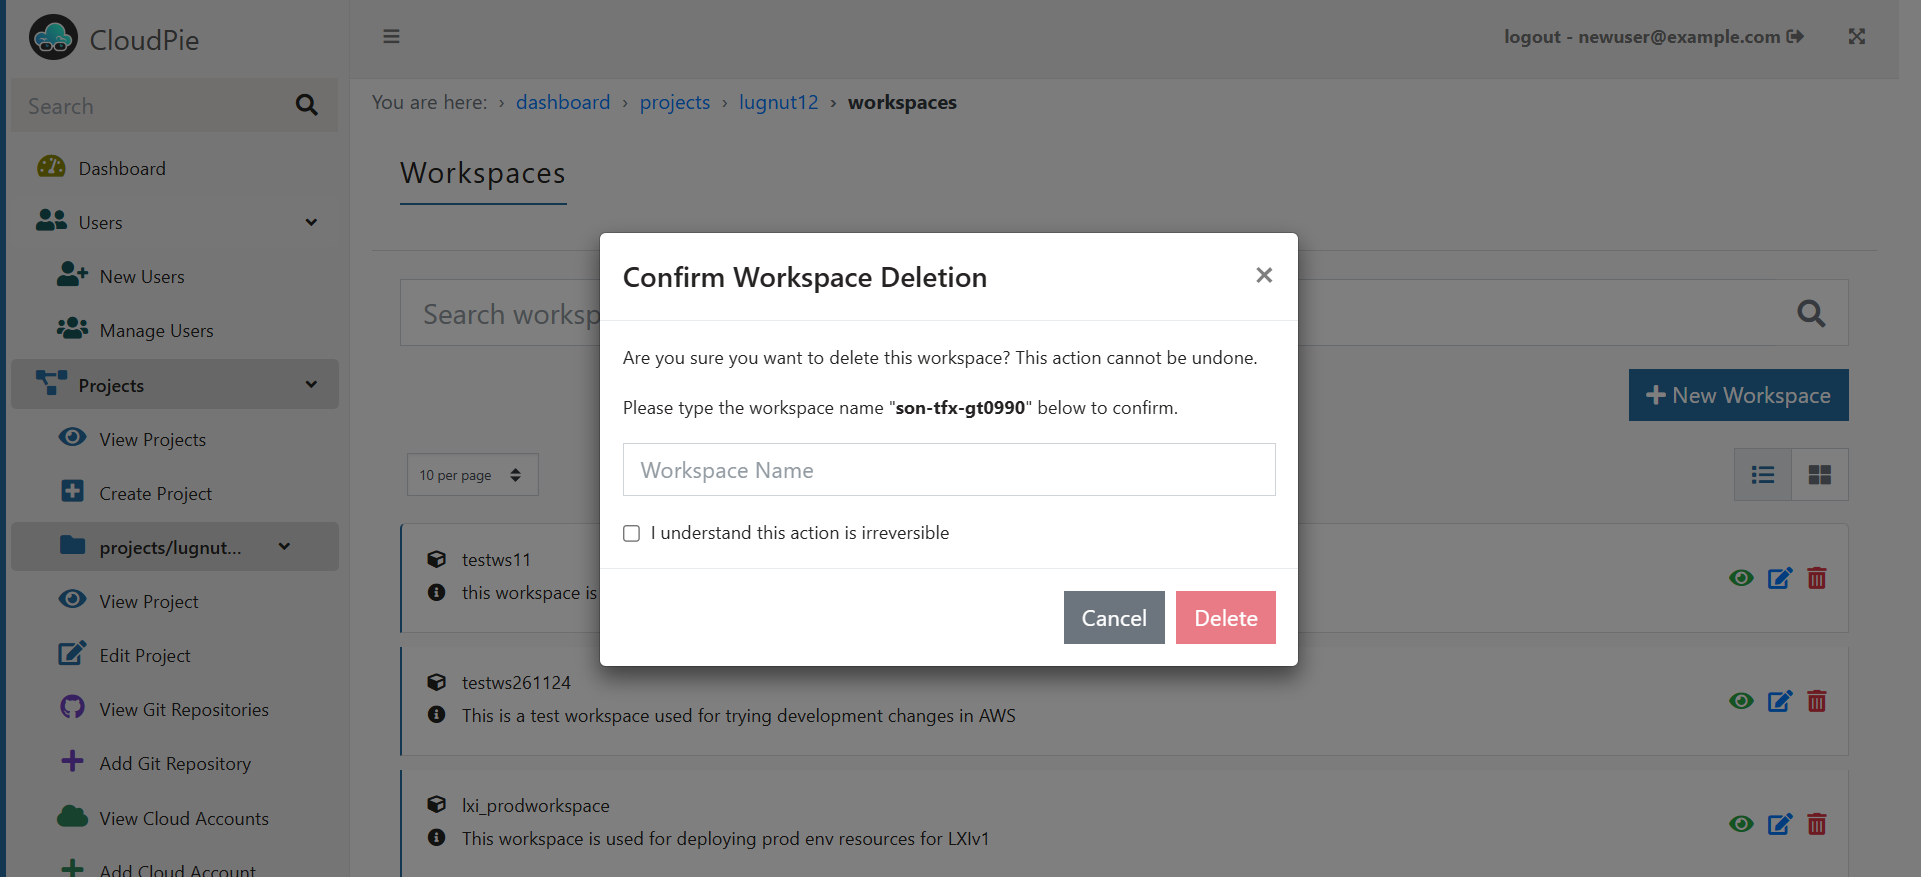 CloudPie
logout - newuser@example.com
Search
You are here: › dashboard › projects › lugnut12 › workspaces
Dashboard
Users
New Users
Manage Users
Projects
View Projects
Create Project
projects/lugnut...
View Project
Edit Project
View Git Repositories
Add Git Repository
View Cloud Accounts
Add Cloud Account
Workspaces
Search worksp
New Workspace
10 per page
testws11
this workspace is
testws261124
This is a test workspace used for trying development changes in AWS
lxi_prodworkspace
This workspace is used for deploying prod env resources for LXIv1
Confirm Workspace Deletion
×
Are you sure you want to delete this workspace? This action cannot be undone.
Please type the workspace name "son-tfx-gt0990" below to confirm.
Workspace Name
I understand this action is irreversible
Cancel
Delete